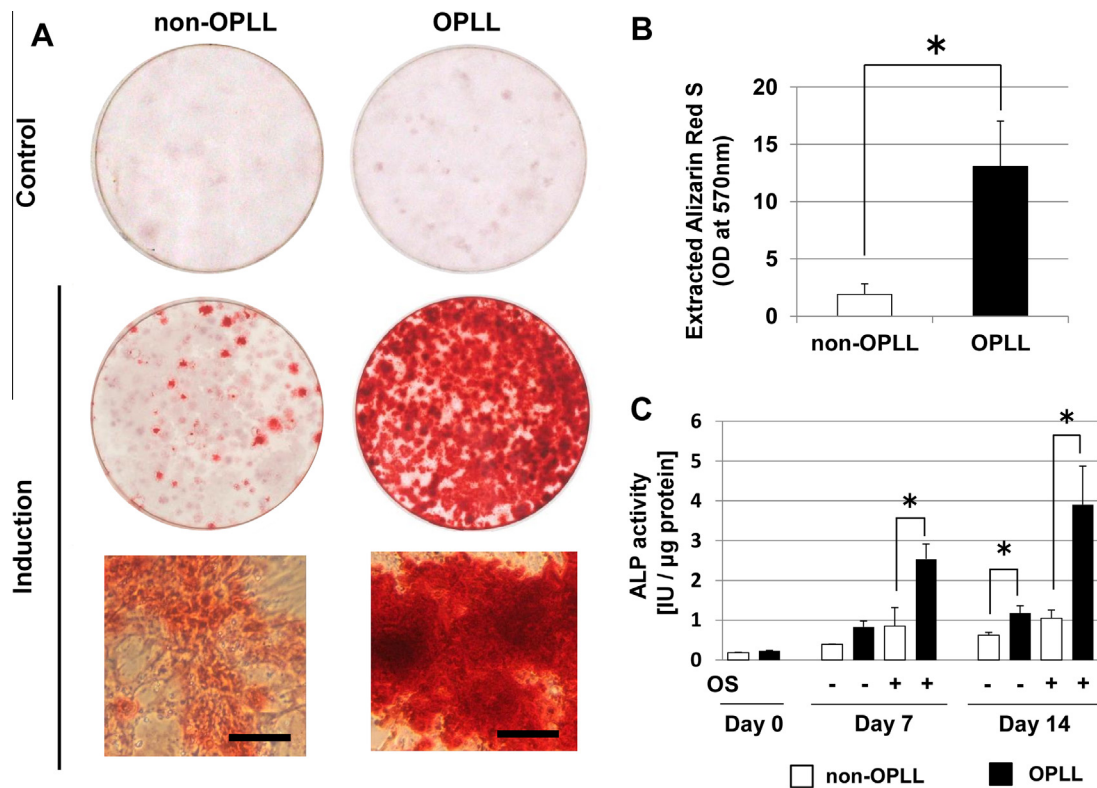 A
non-OPLL
OPLL
Control
Induction
B
*
Extracted Alizarin Red S
(OD at 570nm)
20
15
10
5
0
non-OPLL
OPLL
C
ALP activity
[IU / µg protein]
6
5
4
3
2
1
0
*
*
*
OS
- - + +
- - + +
Day 0
Day 7
Day 14
non-OPLL
OPLL